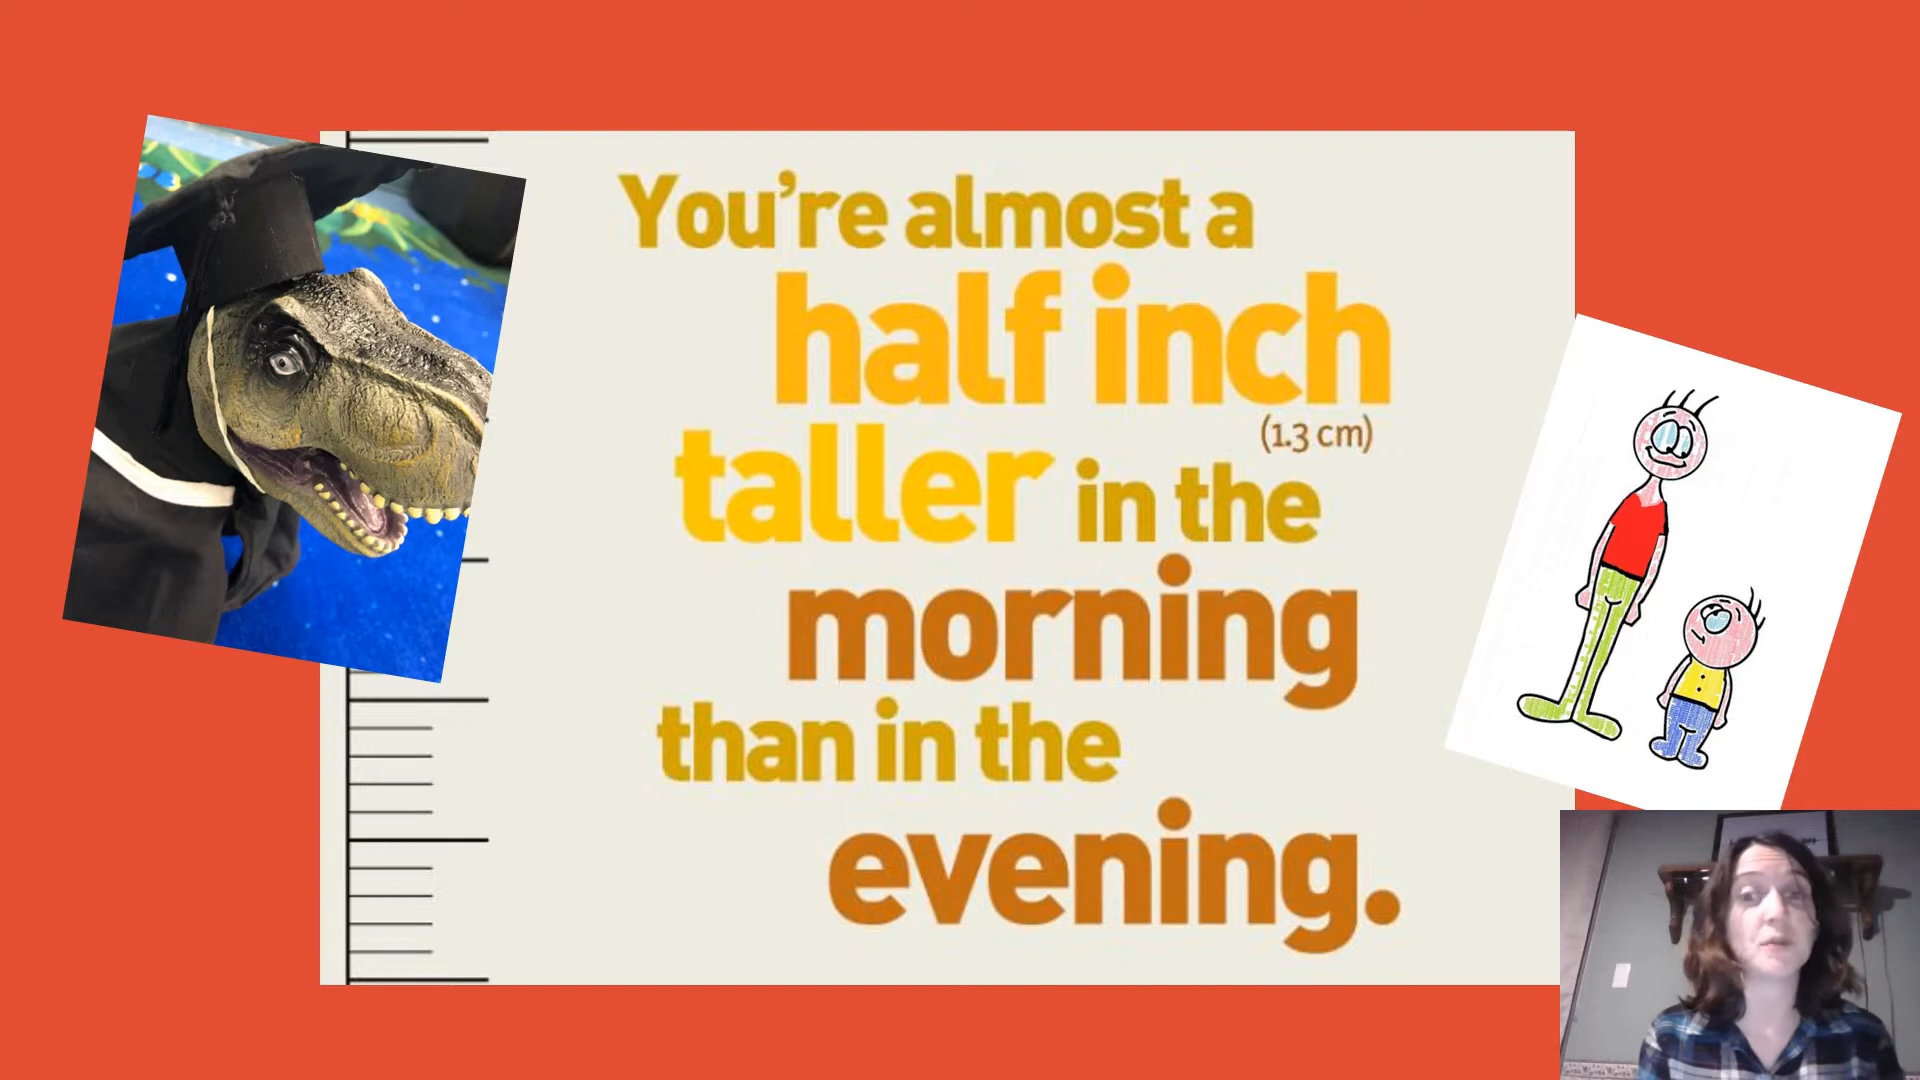 You’re almost a
half inch
(1.3 cm)
taller in the
morning
than in the
evening.